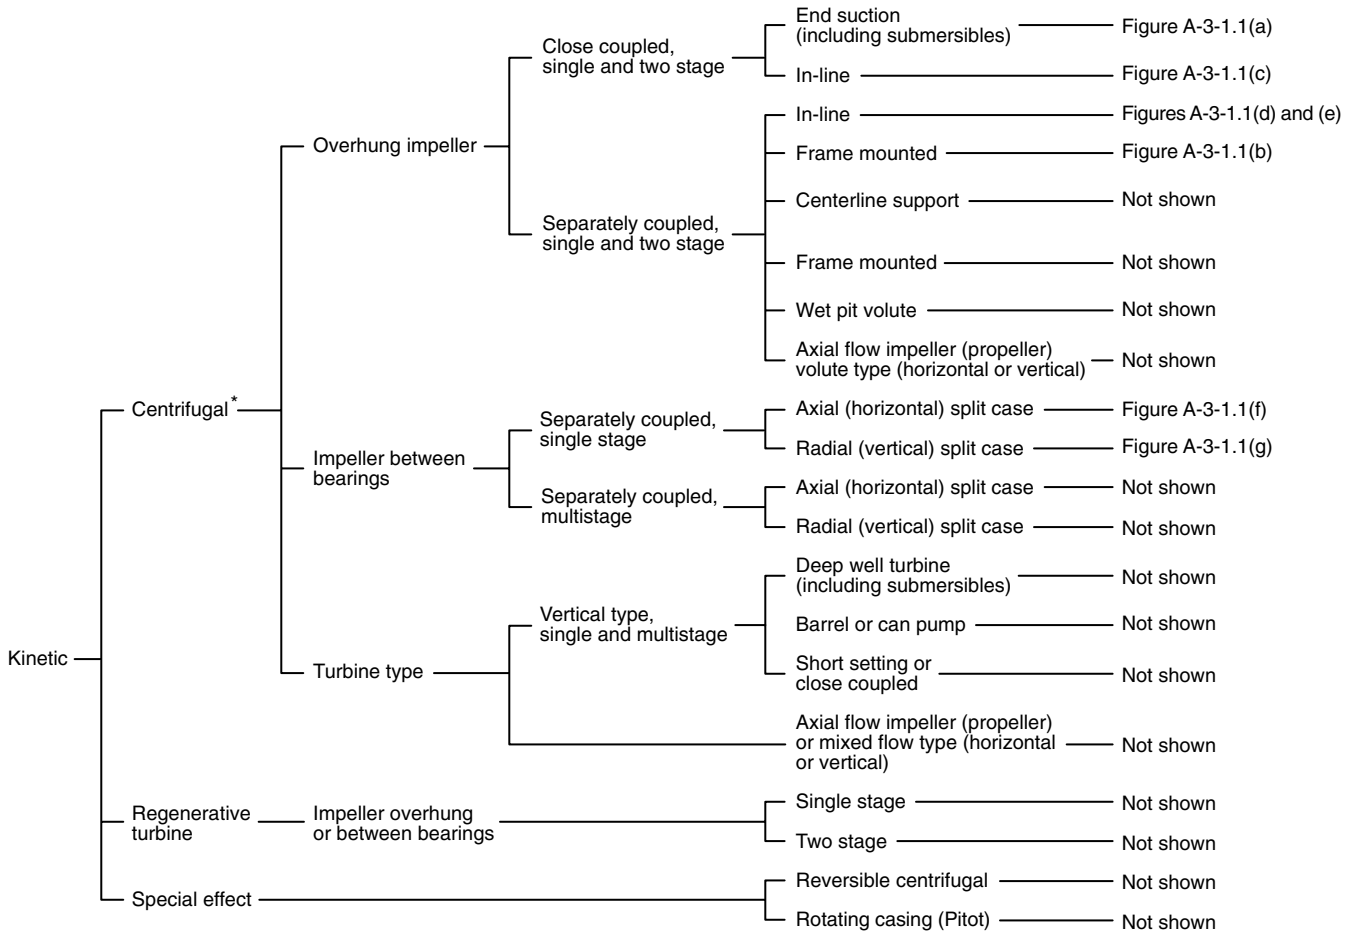 End suction
(including submersibles)
Figure A-3-1.1(a)
Close coupled,
single and two stage
In-line
Figure A-3-1.1(c)
In-line
Figures A-3-1.1(d) and (e)
Overhung impeller
Frame mounted
Figure A-3-1.1(b)
Centerline support
Not shown
Separately coupled,
single and two stage
Frame mounted
Not shown
Wet pit volute
Not shown
Axial flow impeller (propeller)
volute type (horizontal or vertical)
Not shown
Centrifugal*
Separately coupled,
single stage
Axial (horizontal) split case
Figure A-3-1.1(f)
Radial (vertical) split case
Figure A-3-1.1(g)
Impeller between
bearings
Separately coupled,
multistage
Axial (horizontal) split case
Not shown
Radial (vertical) split case
Not shown
Deep well turbine
(including submersibles)
Not shown
Vertical type,
single and multistage
Barrel or can pump
Not shown
Kinetic
Turbine type
Short setting or
close coupled
Not shown
Axial flow impeller (propeller)
or mixed flow type (horizontal
or vertical)
Not shown
Regenerative
turbine
Impeller overhung
or between bearings
Single stage
Not shown
Two stage
Not shown
Special effect
Reversible centrifugal
Not shown
Rotating casing (Pitot)
Not shown